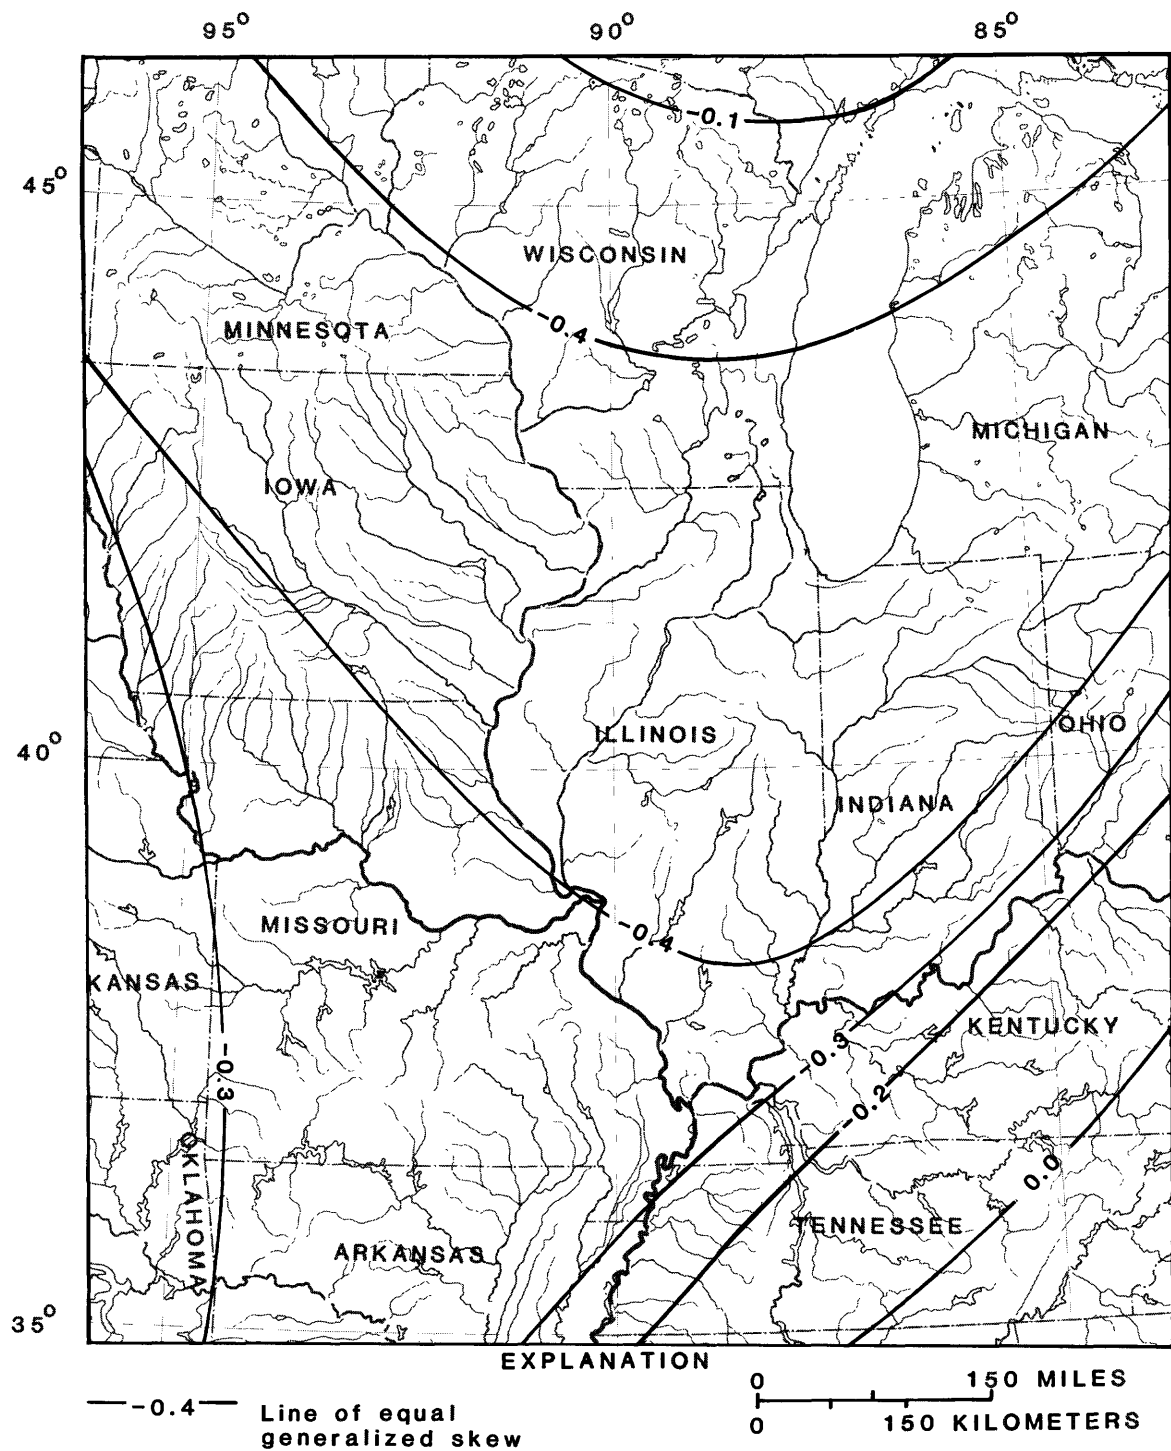 95° 90° 85°
45°
-0.1
WISCONSIN
-0.4
MINNESOTA
MICHIGAN
IOWA
40°
ILLINOIS
OHIO
INDIANA
MISSOURI
-0.4
KANSAS
-0.3
KENTUCKY
-0.3
-0.2
OKLAHOMA
0.0
TENNESSEE
ARKANSAS
35°
EXPLANATION
-0.4 Line of equal
generalized skew
0 150 MILES
0 150 KILOMETERS